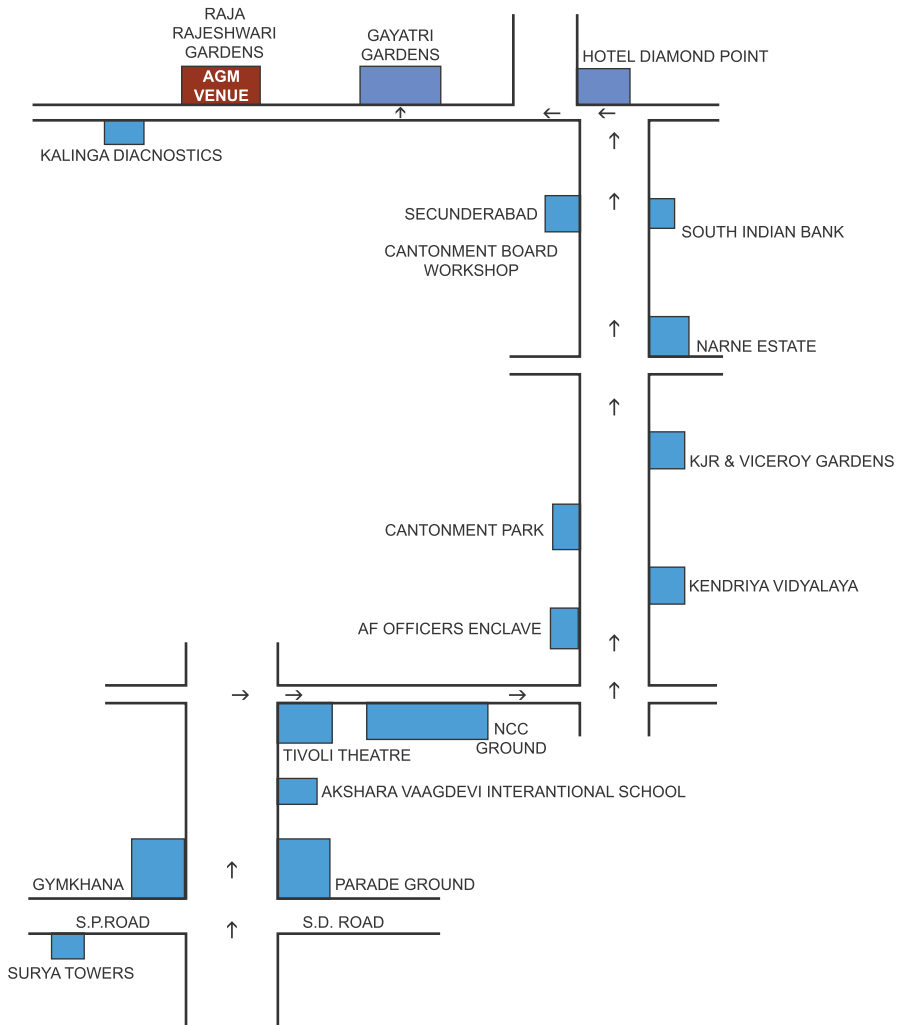 RAJA
RAJESHWARI
GARDENS
AGM
VENUE
GAYATRI
GARDENS
HOTEL DIAMOND POINT
KALINGA DIACNOSTICS
SECUNDERABAD
CANTONMENT BOARD
WORKSHOP
SOUTH INDIAN BANK
NARNE ESTATE
KJR & VICEROY GARDENS
CANTONMENT PARK
KENDRIYA VIDYALAYA
AF OFFICERS ENCLAVE
NCC
GROUND
TIVOLI THEATRE
AKSHARA VAAGDEVI INTERANTIONAL SCHOOL
GYMKHANA
PARADE GROUND
S.P.ROAD
S.D. ROAD
SURYA TOWERS